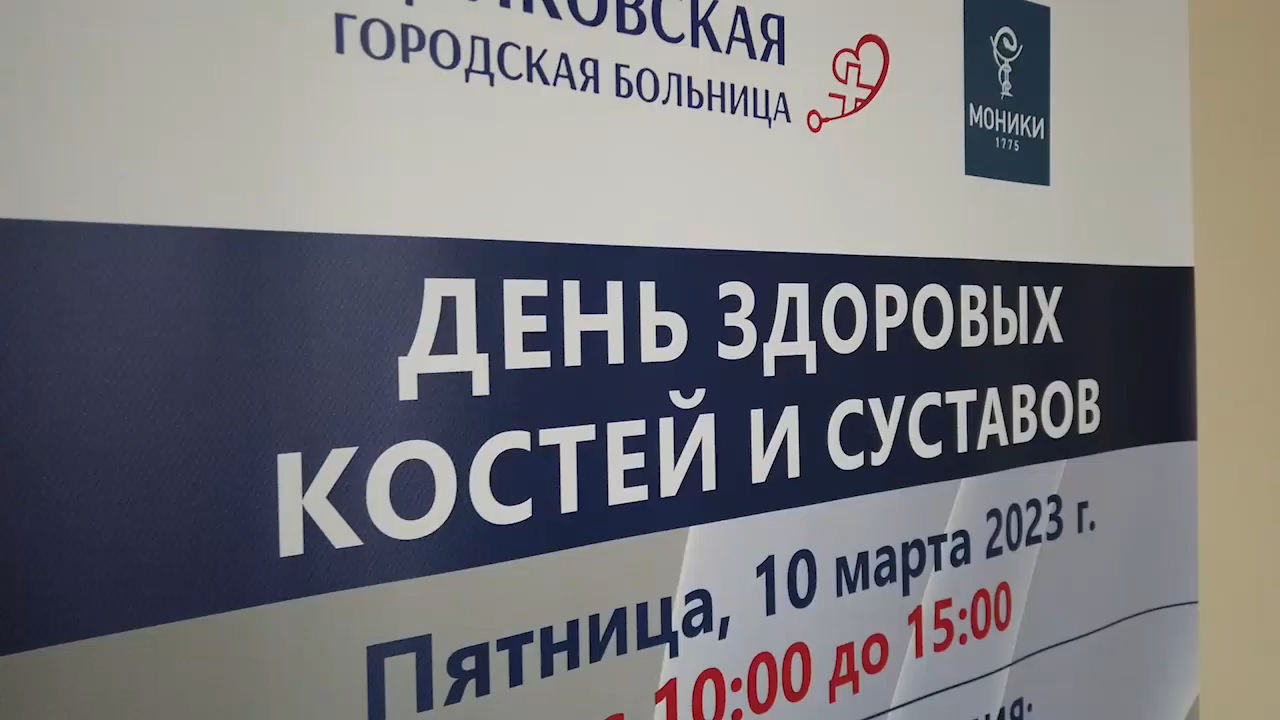 ГОРОДСКАЯ БОЛЬНИЦА
МОНИКИ
1775
ДЕНЬ ЗДОРОВЫХ
КОСТЕЙ И СУСТАВОВ
Пятница, 10 марта 2023 г.
с 10:00 до 15:00